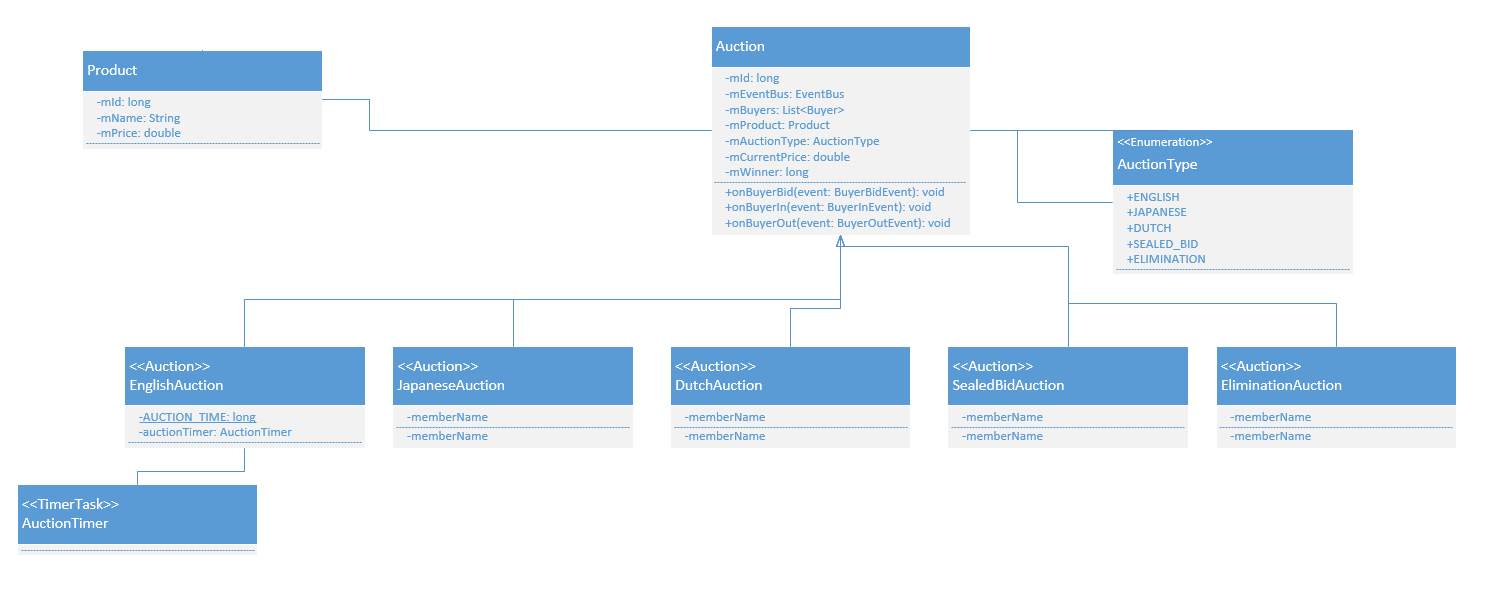 Product
-mId: long
-mName: String
-mPrice: double
Auction
-mId: long
-mEventBus: EventBus
-mBuyers: List<Buyer>
-mProduct: Product
-mAuctionType: AuctionType
-mCurrentPrice: double
-mWinner: long
+onBuyerBid(event: BuyerBidEvent): void
+onBuyerIn(event: BuyerInEvent): void
+onBuyerOut(event: BuyerOutEvent): void
<<Enumeration>>
AuctionType
+ENGLISH
+JAPANESE
+DUTCH
+SEALED_BID
+ELIMINATION
<<Auction>>
EnglishAuction
-AUCTION_TIME: long
-auctionTimer: AuctionTimer
<<Auction>>
JapaneseAuction
-memberName
-memberName
<<Auction>>
DutchAuction
-memberName
-memberName
<<Auction>>
SealedBidAuction
-memberName
-memberName
<<Auction>>
EliminationAuction
-memberName
-memberName
<<TimerTask>>
AuctionTimer